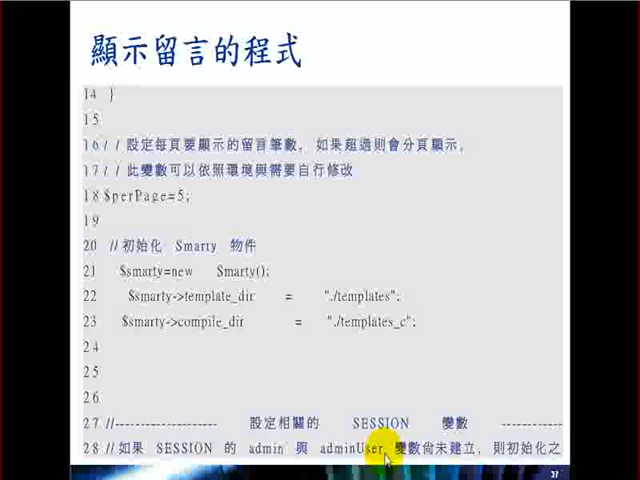 顯示留言的程式
14 }
15
16 // 設定每頁要顯示的留言筆數, 如果超過則會分頁顯示,
17 // 此變數可以依照環境與需要自行修改
18 $perPage=5;
19
20 //初始化 Smarty 物件
21 $smarty=new Smarty();
22 $smarty->template_dir = "./templates";
23 $smarty->compile_dir = "./templates_c";
24
25
26
27 //-------------------- 設定相關的 SESSION 變數 ------------
28 //如果 SESSION 的 admin 與 adminUser 變數尚未建立, 則初始化之
37